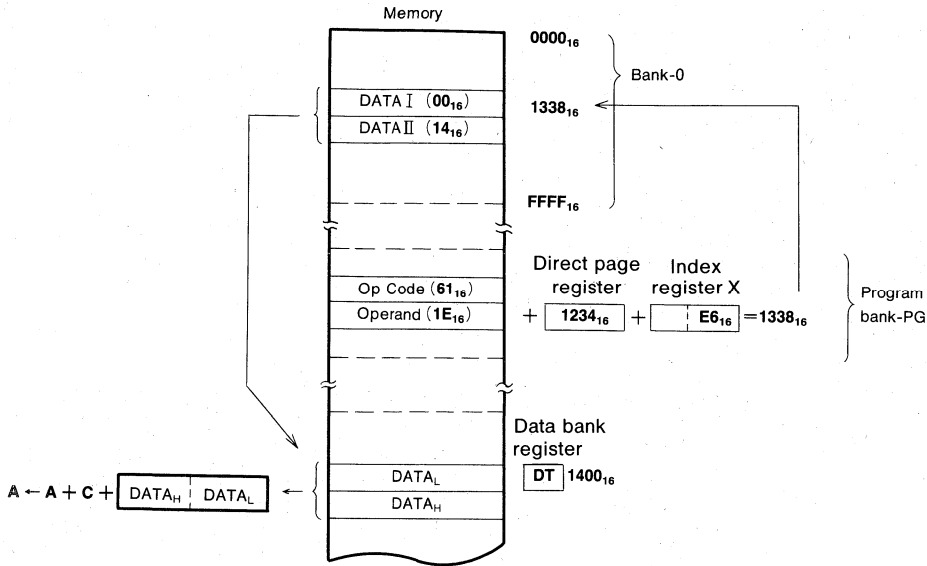 Memory
0000₁₆
Bank-0
DATA I (00₁₆)
1338₁₆
DATA II (14₁₆)
FFFF₁₆
Direct page register
Index register X
Op Code (61₁₆)
Operand (1E₁₆)
+ 1234₁₆ + E6₁₆ = 1338₁₆
Program bank-PG
Data bank register
DATA_L
DT 1400₁₆
A ← A + C + DATA_H DATA_L
DATA_H